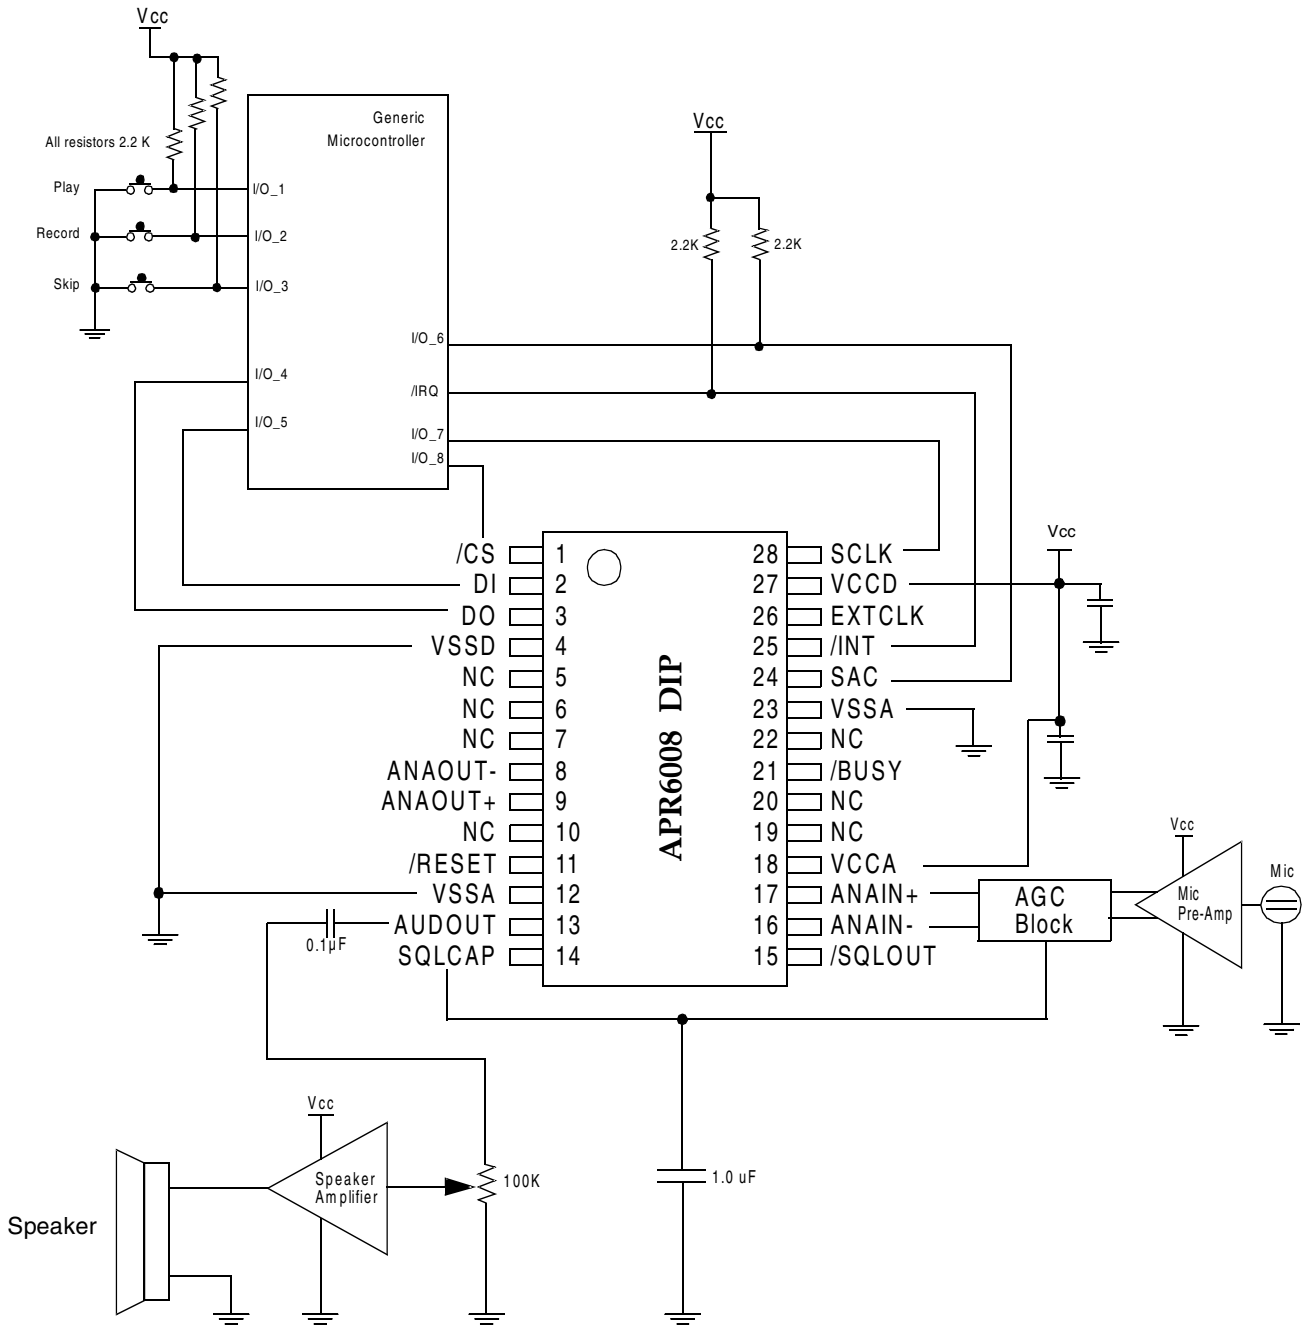 Vcc
Generic
Microcontroller
All resistors 2.2 K
Play
I/O_1
Record
I/O_2
Skip
I/O_3
I/O_4
I/O_5
I/O_6
/IRQ
I/O_7
I/O_8
Vcc
2.2K
2.2K
APR6008 DIP
/CS 1
DI 2
DO 3
VSSD 4
NC 5
NC 6
NC 7
ANAOUT- 8
ANAOUT+ 9
NC 10
/RESET 11
VSSA 12
AUDOUT 13
SQLCAP 14
28 SCLK
27 VCCD
26 EXTCLK
25 /INT
24 SAC
23 VSSA
22 NC
21 /BUSY
20 NC
19 NC
18 VCCA
17 ANAIN+
16 ANAIN-
15 /SQLOUT
Vcc
AGC
Block
Vcc
Mic
Pre-Amp
Mic
0.1µF
Vcc
Speaker
Amplifier
100K
1.0 uF
Speaker